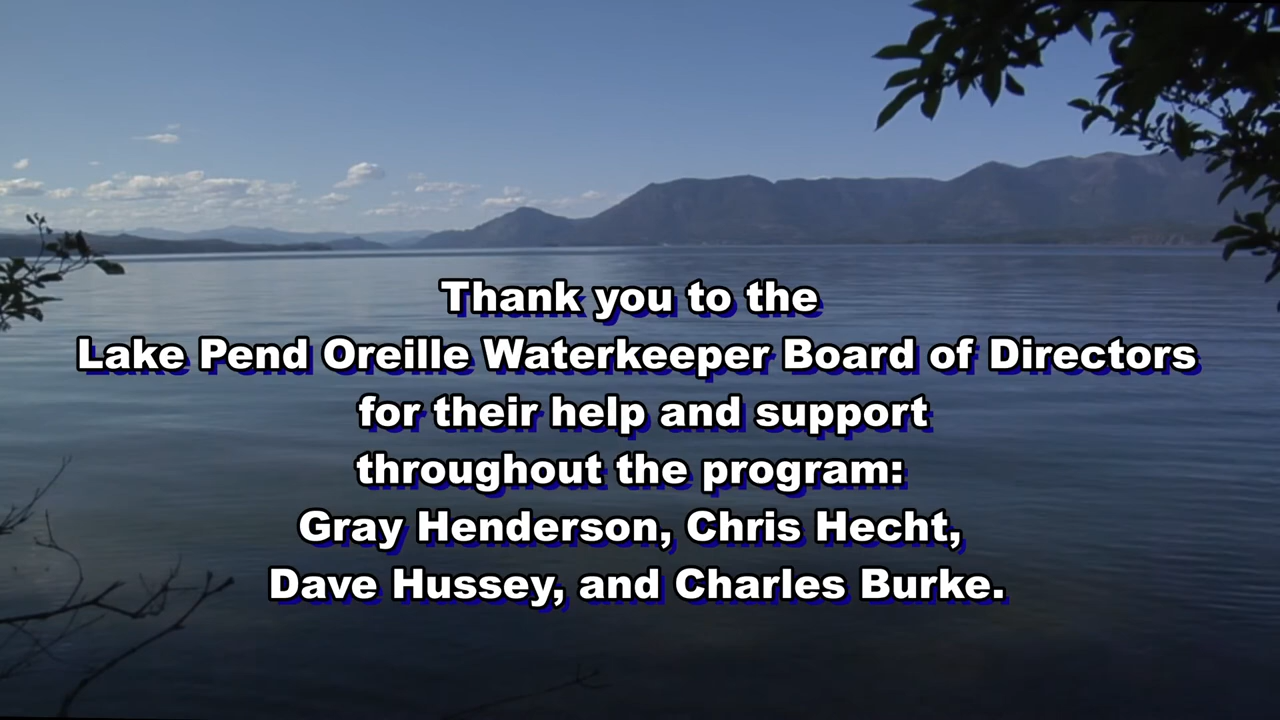 Thank you to the
Lake Pend Oreille Waterkeeper Board of Directors
for their help and support
throughout the program:
Gray Henderson, Chris Hecht,
Dave Hussey, and Charles Burke.